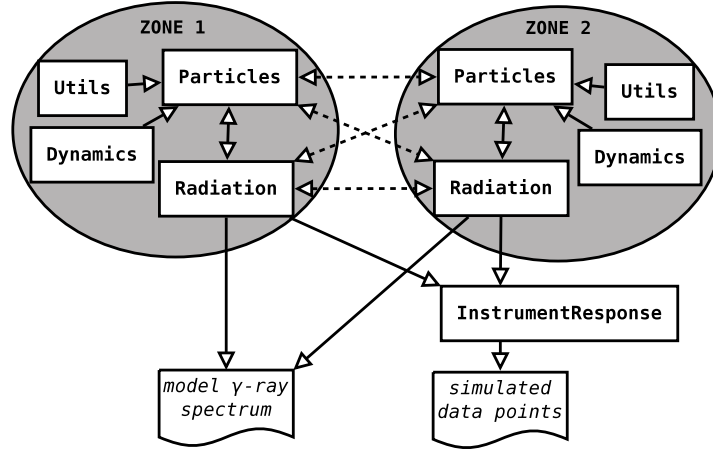 ZONE 1
ZONE 2
Particles
Particles
Utils
Utils
Dynamics
Dynamics
Radiation
Radiation
InstrumentResponse
model γ-ray
spectrum
simulated
data points